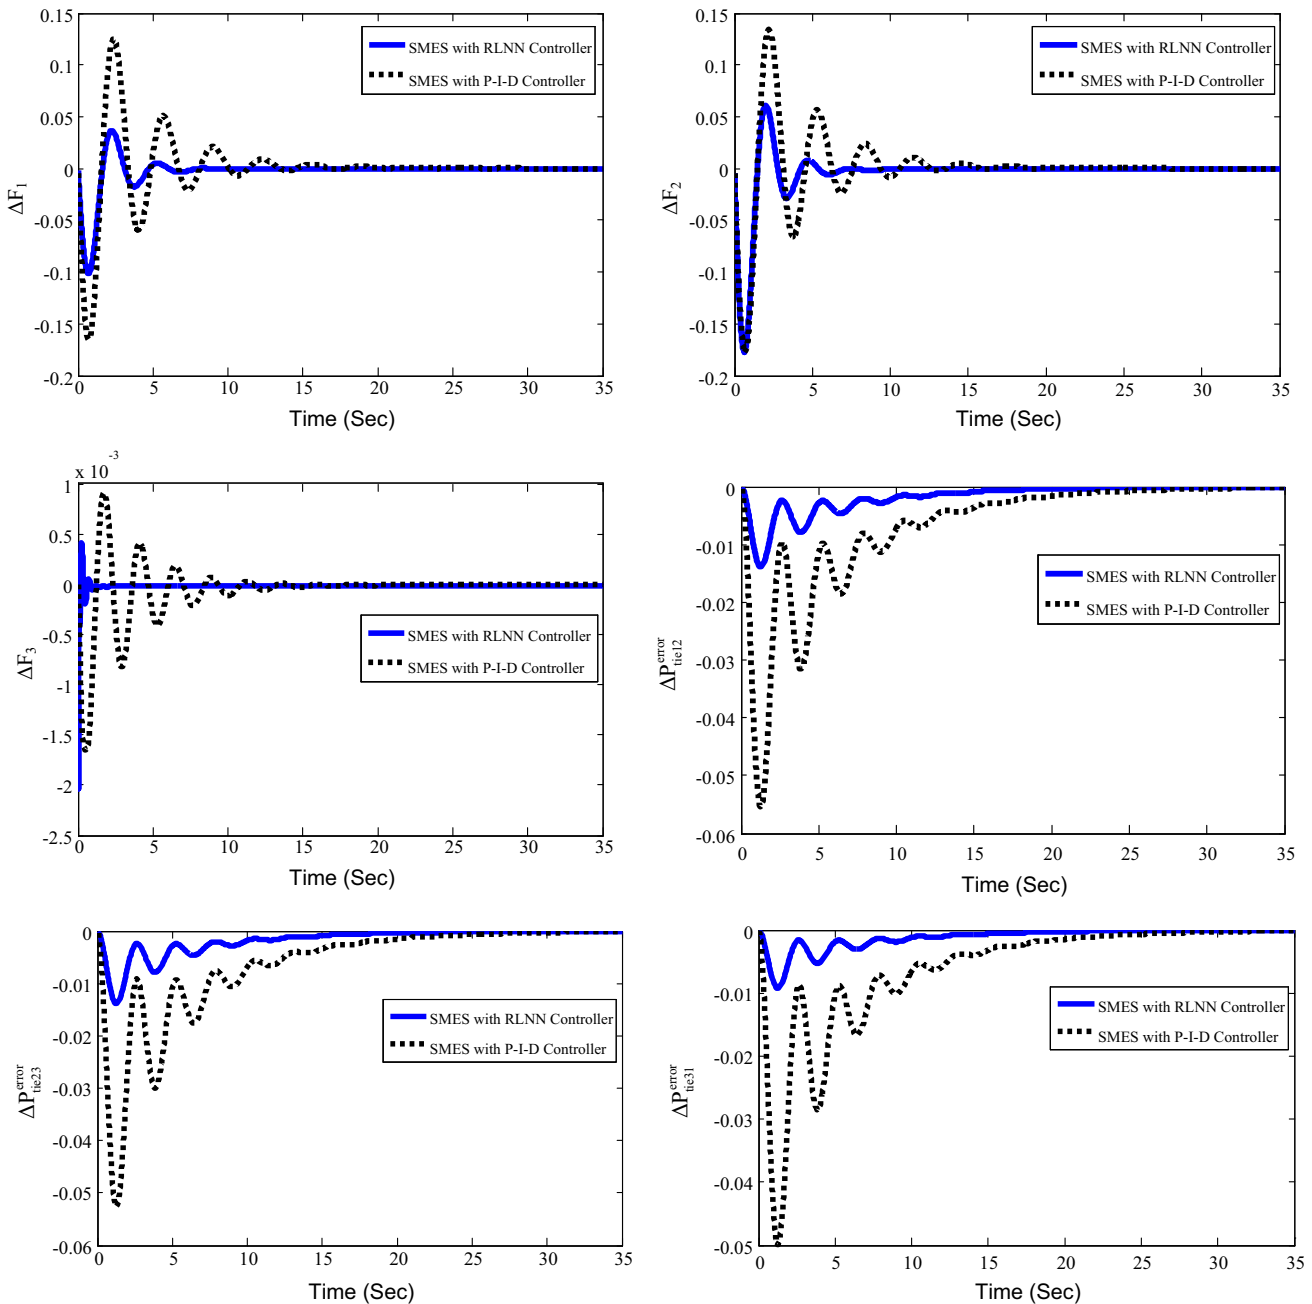 0.15
0.1
0.05
0
-0.05
-0.1
-0.15
-0.2
ΔF1
SMES with RLNN Controller
SMES with P-I-D Controller
0 5 10 15 20 25 30 35
Time (Sec)
0.15
0.1
0.05
0
-0.05
-0.1
-0.15
-0.2
ΔF2
SMES with RLNN Controller
SMES with P-I-D Controller
0 5 10 15 20 25 30 35
Time (Sec)
x 10-3
1
0.5
0
-0.5
-1
-1.5
-2
-2.5
ΔF3
SMES with RLNN Controller
SMES with P-I-D Controller
0 5 10 15 20 25 30 35
Time (Sec)
0
-0.01
-0.02
-0.03
-0.04
-0.05
-0.06
ΔPtie12error
SMES with RLNN Controller
SMES with P-I-D Controller
0 5 10 15 20 25 30 35
Time (Sec)
0
-0.01
-0.02
-0.03
-0.04
-0.05
-0.06
ΔPtie23error
SMES with RLNN Controller
SMES with P-I-D Controller
0 5 10 15 20 25 30 35
Time (Sec)
0
-0.01
-0.02
-0.03
-0.04
-0.05
ΔPtie31error
SMES with RLNN Controller
SMES with P-I-D Controller
0 5 10 15 20 25 30 35
Time (Sec)